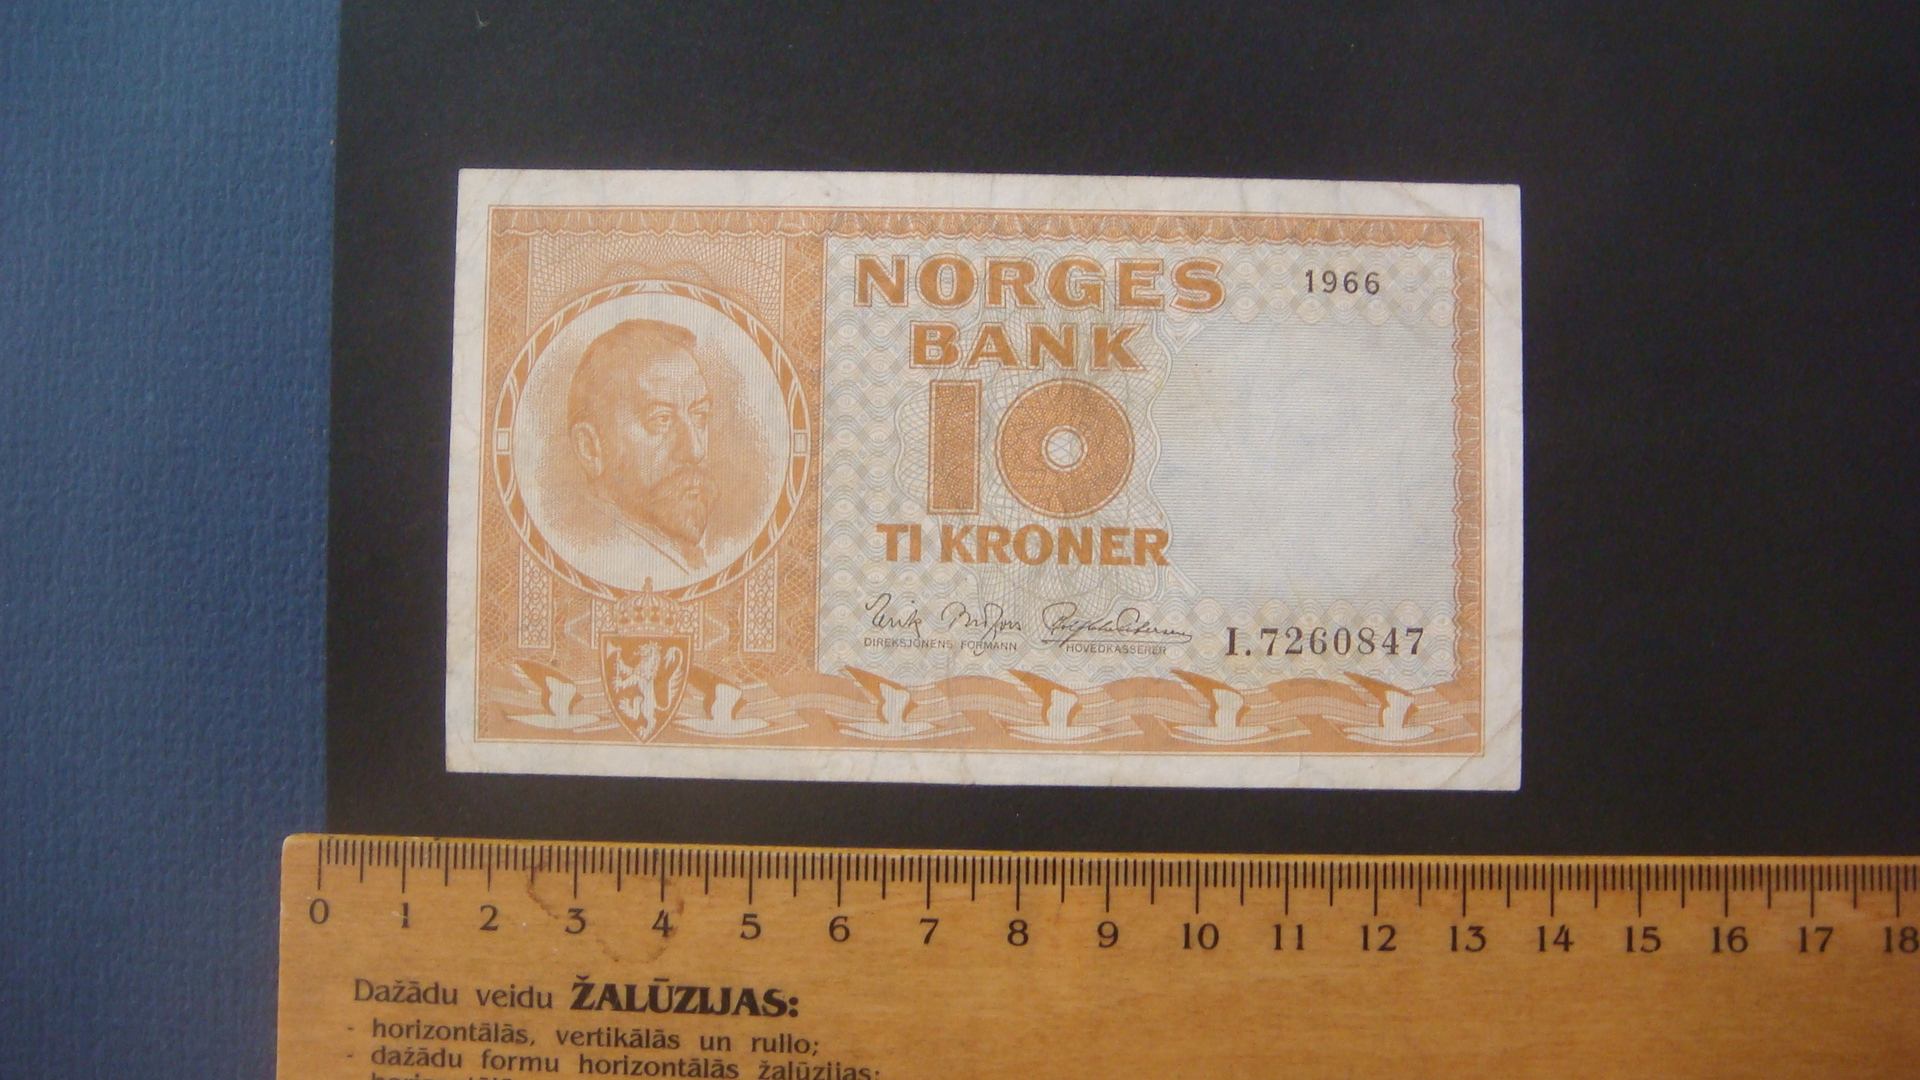 NORGES
1966
BANK
10
TI KRONER
DIREKSJONENS FORMANN
HOVEDKASSERER
I.7260847
0 1 2 3 4 5 6 7 8 9 10 11 12 13 14 15 16 17 18
Dažādu veidu ŽALŪZIJAS:
- horizontālās, vertikālās un rullo;
- dažādu formu horizontālās žalūzijas;